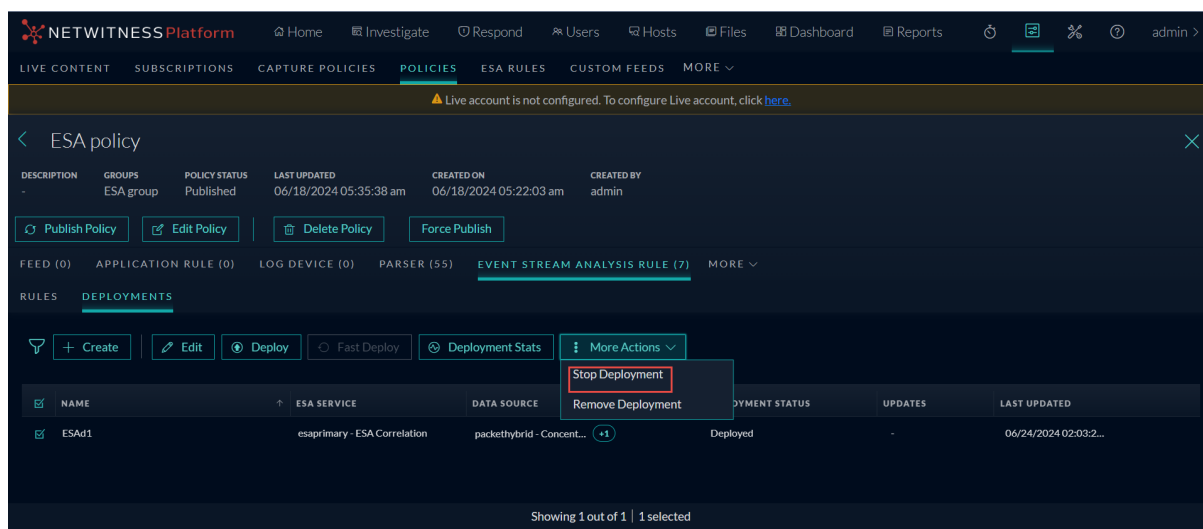 NETWITNESS Platform Home Investigate Respond Users Hosts Files Dashboard Reports admin >
LIVE CONTENT SUBSCRIPTIONS CAPTURE POLICIES POLICIES ESA RULES CUSTOM FEEDS MORE
Live account is not configured. To configure Live account, click here.
ESA policy
DESCRIPTION GROUPS POLICY STATUS LAST UPDATED CREATED ON CREATED BY
- ESA group Published 06/18/2024 05:35:38 am 06/18/2024 05:22:03 am admin
Publish Policy Edit Policy Delete Policy Force Publish
FEED (0) APPLICATION RULE (0) LOG DEVICE (0) PARSER (55) EVENT STREAM ANALYSIS RULE (7) MORE
RULES DEPLOYMENTS
+ Create Edit Deploy Fast Deploy Deployment Stats More Actions
Stop Deployment
Remove Deployment
NAME ESA SERVICE DATA SOURCE OYMENT STATUS UPDATES LAST UPDATED
ESAd1 esaprimary - ESA Correlation packethybrid - Concent... +1 Deployed - 06/24/2024 02:03:2...
Showing 1 out of 1 | 1 selected